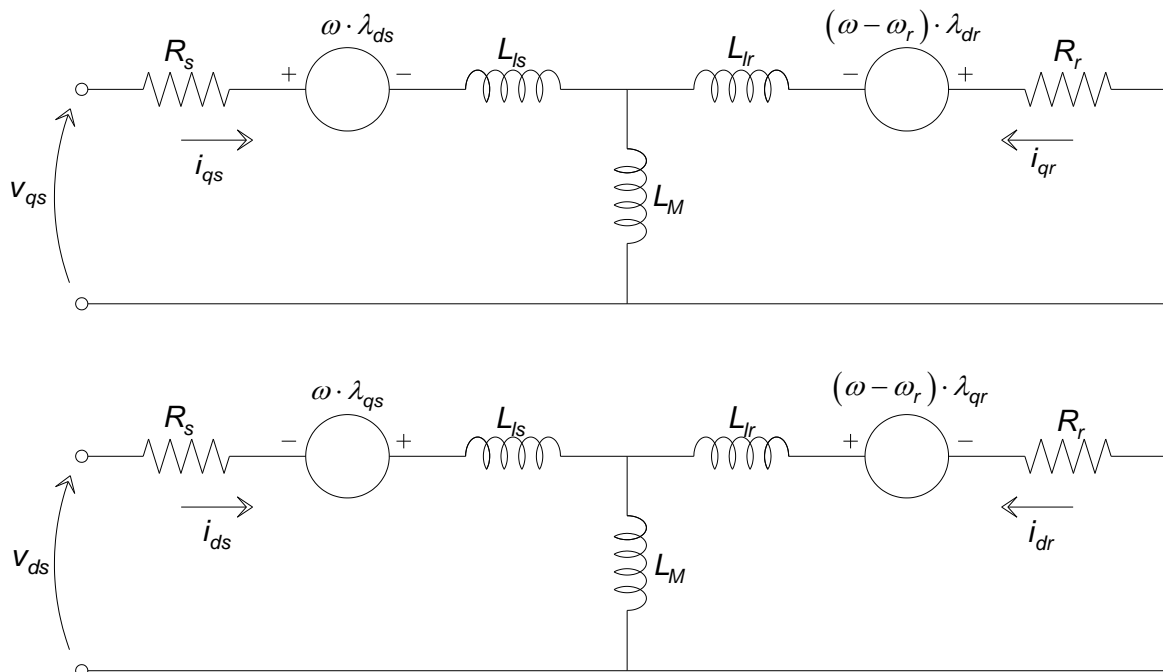 ω · λds (ω − ωr) · λdr
Rs + − Lls Llr − + Rr
iqs iqr
vqs LM
ω · λqs (ω − ωr) · λqr
Rs − + Lls Llr + − Rr
ids idr
vds LM